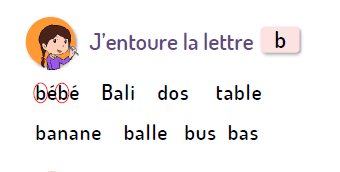 J'entoure la lettre b
bébé Bali dos table
banane balle bus bas